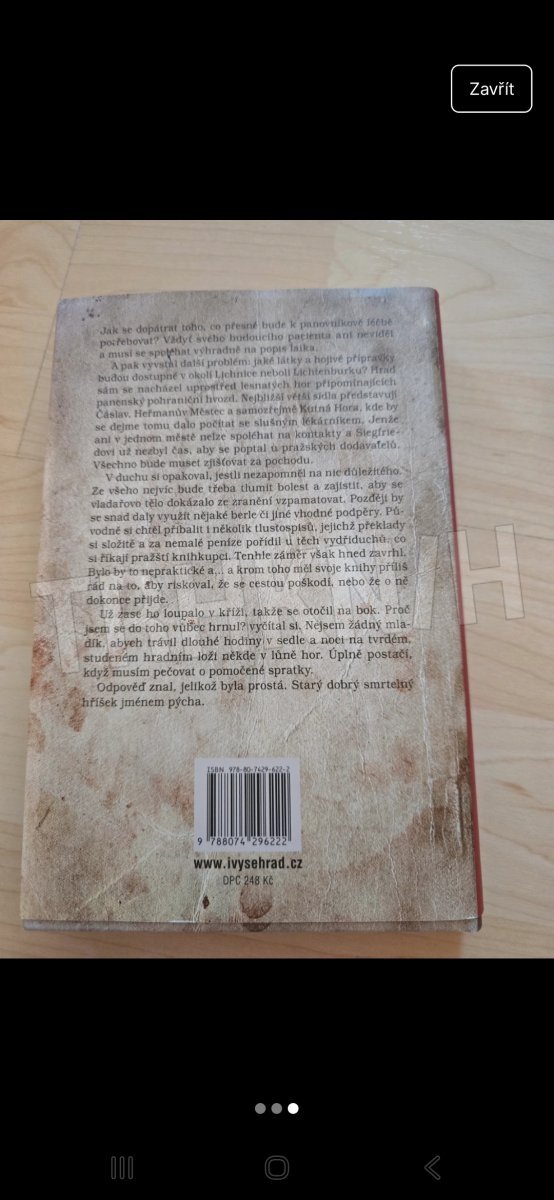 Zavřít
Jak se dopátrat toho, co přesně bude k panovníkově léčbě
potřebovat? Vždyť svého budoucího pacienta ani neviděl
a musí se spoléhat výhradně na popis laika.
A pak vyvstal další problém: jaké látky a hojivé přípravky
budou dostupné v okolí Lichnice neboli Lichtenburku? Hrad
sám se nacházel uprostřed lesnatých hor připomínajících
panenský pohraniční hvozd. Nejbližší větší sídla představují
Čáslav, Heřmanův Městec a samozřejmě Kutná Hora, kde by
se dejme tomu dalo počítat se slušným lékárníkem. Jenže
ani v jednom městě nelze spoléhat na kontakty a Siegfrie-
dovi už nezbyl čas, aby se poptal u pražských dodavatelů.
Všechno bude muset zjišťovat za pochodu.
V duchu si opakoval, jestli nezapomněl na nic důležitého.
Ze všeho nejvíc bude třeba tlumit bolest a zajistit, aby se
vladařovo tělo dokázalo ze zranění vzpamatovat. Později by
se snad daly využít nějaké berle či jiné vhodné podpěry. Pů-
vodně si chtěl přibalit i několik tlustospisů, jejichž překlady
si složitě a za nemalé peníze pořídil u těch vydřiduchů, co
si říkají pražští knihkupci. Tenhle záměr však hned zavrhl.
Bylo by to nepraktické a... a krom toho měl svoje knihy příliš
rád na to, aby riskoval, že se cestou poškodí, nebo že o ně
dokonce přijde.
Už zase ho loupalo v kříži, takže se otočil na bok. Proč
jsem se do toho vůbec hrnul? vyčítal si. Nejsem žádný mla-
dík, abych trávil dlouhé hodiny v sedle a noci na tvrdém,
studeném hradním loži někde v lůně hor. Úplně postačí,
když musím pečovat o pomočené spratky.
Odpověď znal, jelikož byla prostá. Starý dobrý smrtelný
hříšek jménem pýcha.
ISBN 978-80-7429-622-2
9 788074 296222
www.ivysehrad.cz
DPC 248 Kč